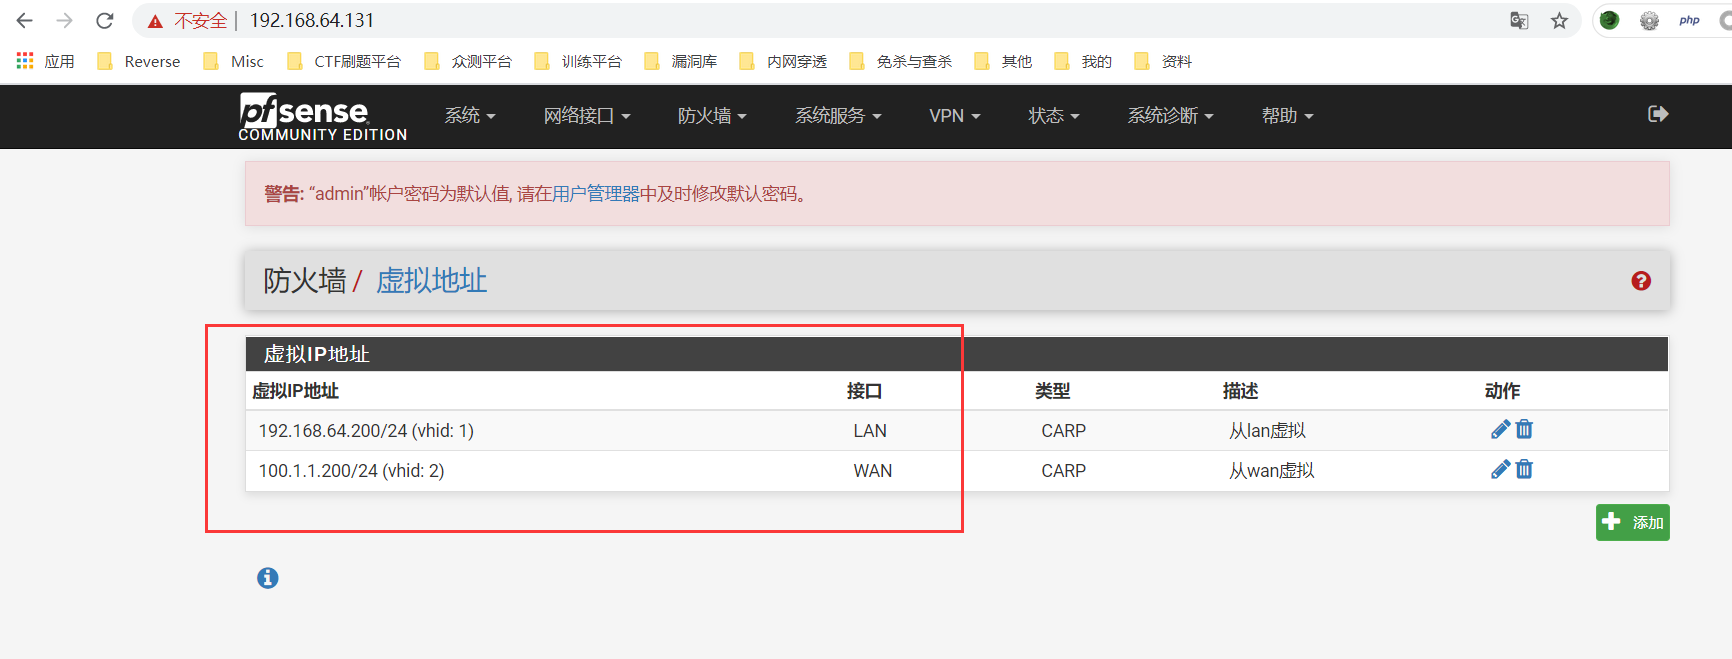 不安全 192.168.64.131 php
应用 Reverse Misc CTF刷题平台 众测平台 训练平台 漏洞库 内网穿透 免杀与查杀 其他 我的 资料
pfsense 系统 网络接口 防火墙 系统服务 VPN 状态 系统诊断 帮助
COMMUNITY EDITION
警告: “admin”帐户密码为默认值, 请在用户管理器中及时修改默认密码。
防火墙 / 虚拟地址
虚拟IP地址
虚拟IP地址 接口 类型 描述 动作
192.168.64.200/24 (vhid: 1) LAN CARP 从lan虚拟
100.1.1.200/24 (vhid: 2) WAN CARP 从wan虚拟
添加